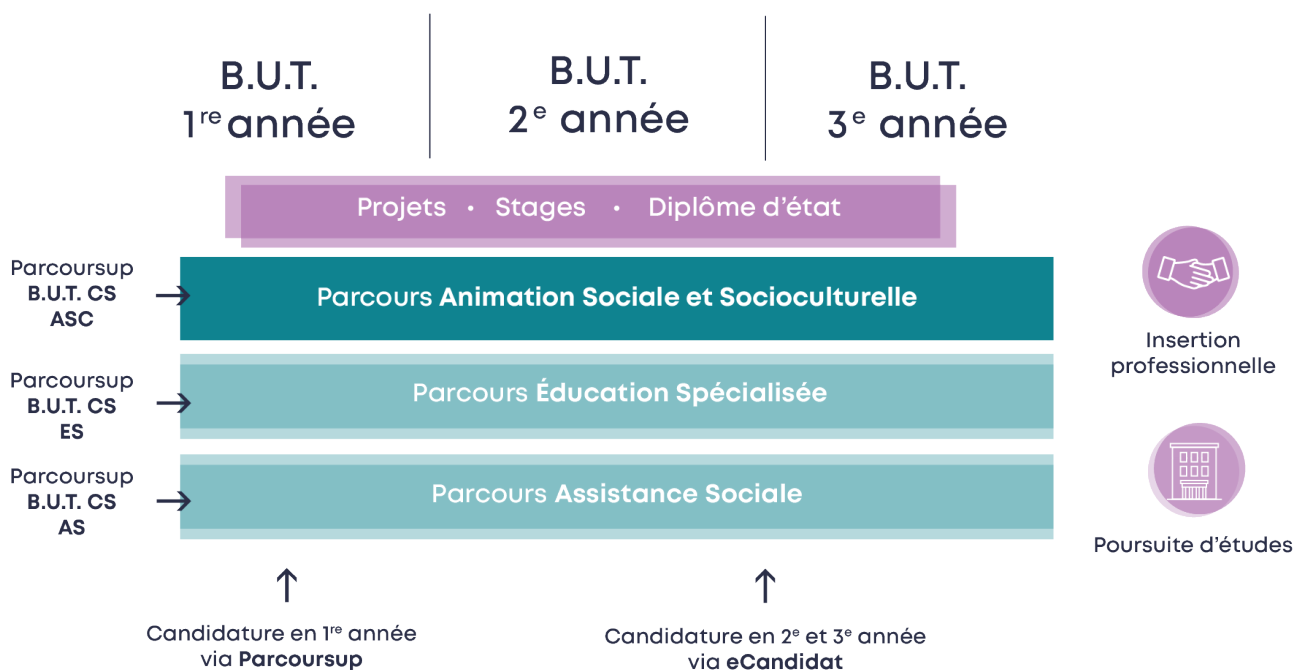 B.U.T.
1re année
B.U.T.
2e année
B.U.T.
3e année
Projets • Stages • Diplôme d'état
Parcoursup
B.U.T. CS
ASC
Parcours Animation Sociale et Socioculturelle
Insertion
professionnelle
Parcoursup
B.U.T. CS
ES
Parcours Éducation Spécialisée
Parcoursup
B.U.T. CS
AS
Parcours Assistance Sociale
Poursuite d'études
Candidature en 1re année
via Parcoursup
Candidature en 2e et 3e année
via eCandidat